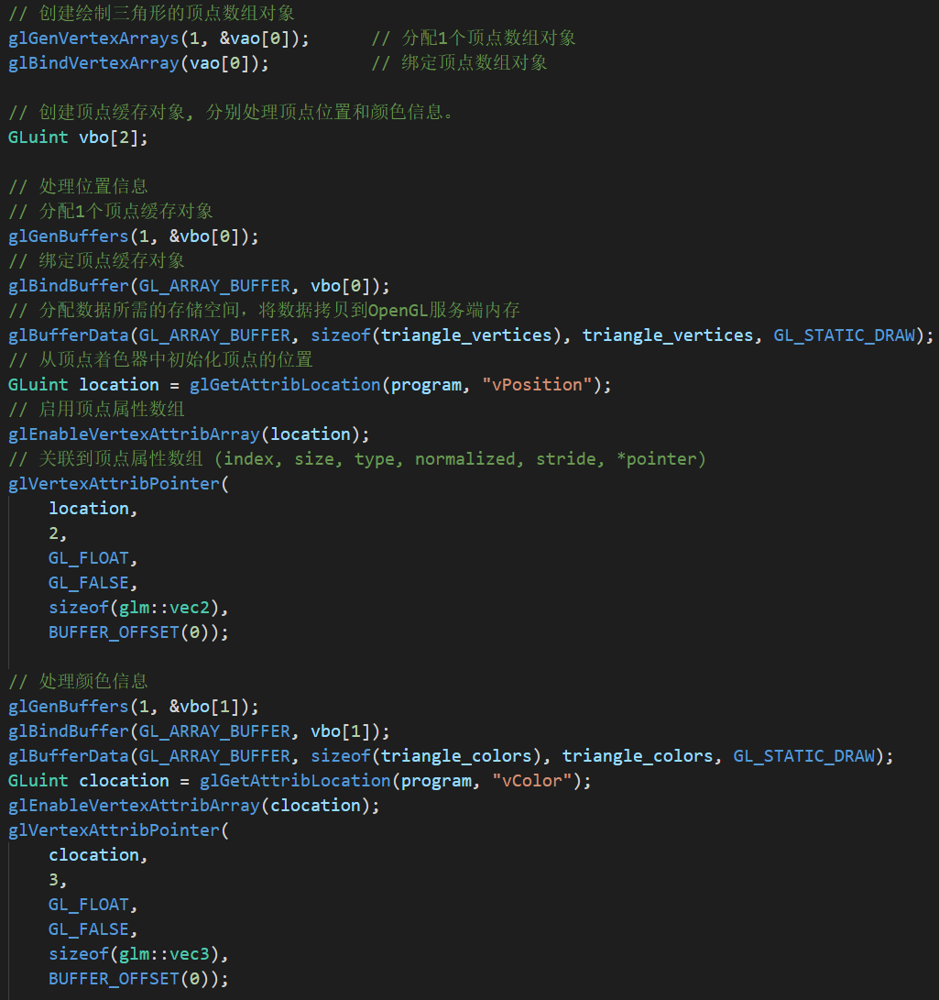 // 创建绘制三角形的顶点数组对象
glGenVertexArrays(1, &vao[0]);      // 分配1个顶点数组对象
glBindVertexArray(vao[0]);          // 绑定顶点数组对象

// 创建顶点缓存对象, 分别处理顶点位置和颜色信息。
GLuint vbo[2];

// 处理位置信息
// 分配1个顶点缓存对象
glGenBuffers(1, &vbo[0]);
// 绑定顶点缓存对象
glBindBuffer(GL_ARRAY_BUFFER, vbo[0]);
// 分配数据所需的存储空间，将数据拷贝到OpenGL服务端内存
glBufferData(GL_ARRAY_BUFFER, sizeof(triangle_vertices), triangle_vertices, GL_STATIC_DRAW);
// 从顶点着色器中初始化顶点的位置
GLuint location = glGetAttribLocation(program, "vPosition");
// 启用顶点属性数组
glEnableVertexAttribArray(location);
// 关联到顶点属性数组 (index, size, type, normalized, stride, *pointer)
glVertexAttribPointer(
    location,
    2,
    GL_FLOAT,
    GL_FALSE,
    sizeof(glm::vec2),
    BUFFER_OFFSET(0));

// 处理颜色信息
glGenBuffers(1, &vbo[1]);
glBindBuffer(GL_ARRAY_BUFFER, vbo[1]);
glBufferData(GL_ARRAY_BUFFER, sizeof(triangle_colors), triangle_colors, GL_STATIC_DRAW);
GLuint clocation = glGetAttribLocation(program, "vColor");
glEnableVertexAttribArray(clocation);
glVertexAttribPointer(
    clocation,
    3,
    GL_FLOAT,
    GL_FALSE,
    sizeof(glm::vec3),
    BUFFER_OFFSET(0));